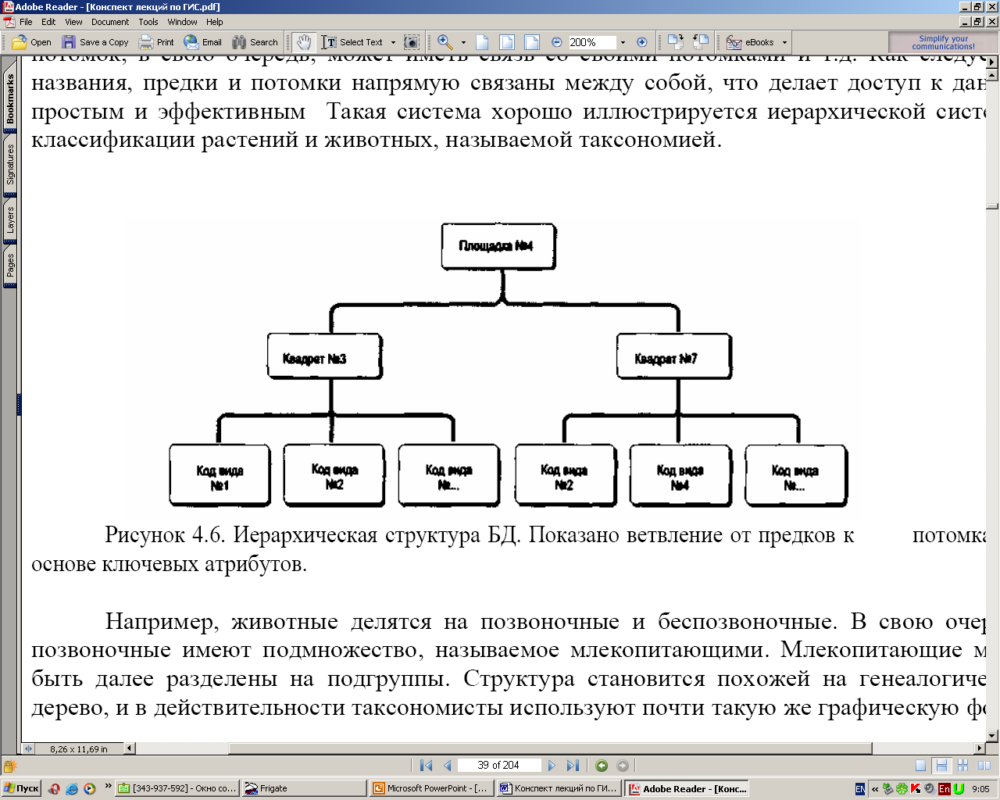 Adobe Reader - [Конспект лекций по ГИС.pdf]
File Edit View Document Tools Window Help
Open Save a Copy Print Email Search Select Text 200% eBooks Simplify your communications!
Bookmarks
Signatures
Layers
Pages
потомок, в свою очередь, может иметь связь со своими потомками и т.д. Как следуе
названия, предки и потомки напрямую связаны между собой, что делает доступ к дан
простым и эффективным Такая система хорошо иллюстрируется иерархической систе
классификации растений и животных, называемой таксономией.
Площадка №4
Квадрат №3 Квадрат №7
Код вида №1 Код вида №2 Код вида №... Код вида №2 Код вида №4 Код вида №...
Рисунок 4.6. Иерархическая структура БД. Показано ветвление от предков к потомка
основе ключевых атрибутов.
Например, животные делятся на позвоночные и беспозвоночные. В свою очер
позвоночные имеют подмножество, называемое млекопитающими. Млекопитающие м
быть далее разделены на подгруппы. Структура становится похожей на генеалогиче
дерево, и в действительности таксономисты используют почти такую же графическую фо
8,26 x 11,69 in
39 of 204
Пуск » [343-937-592] - Окно со... Frigate Microsoft PowerPoint - [... Конспект лекций по ГИ... Adobe Reader - [Конс... EN « En 9:05